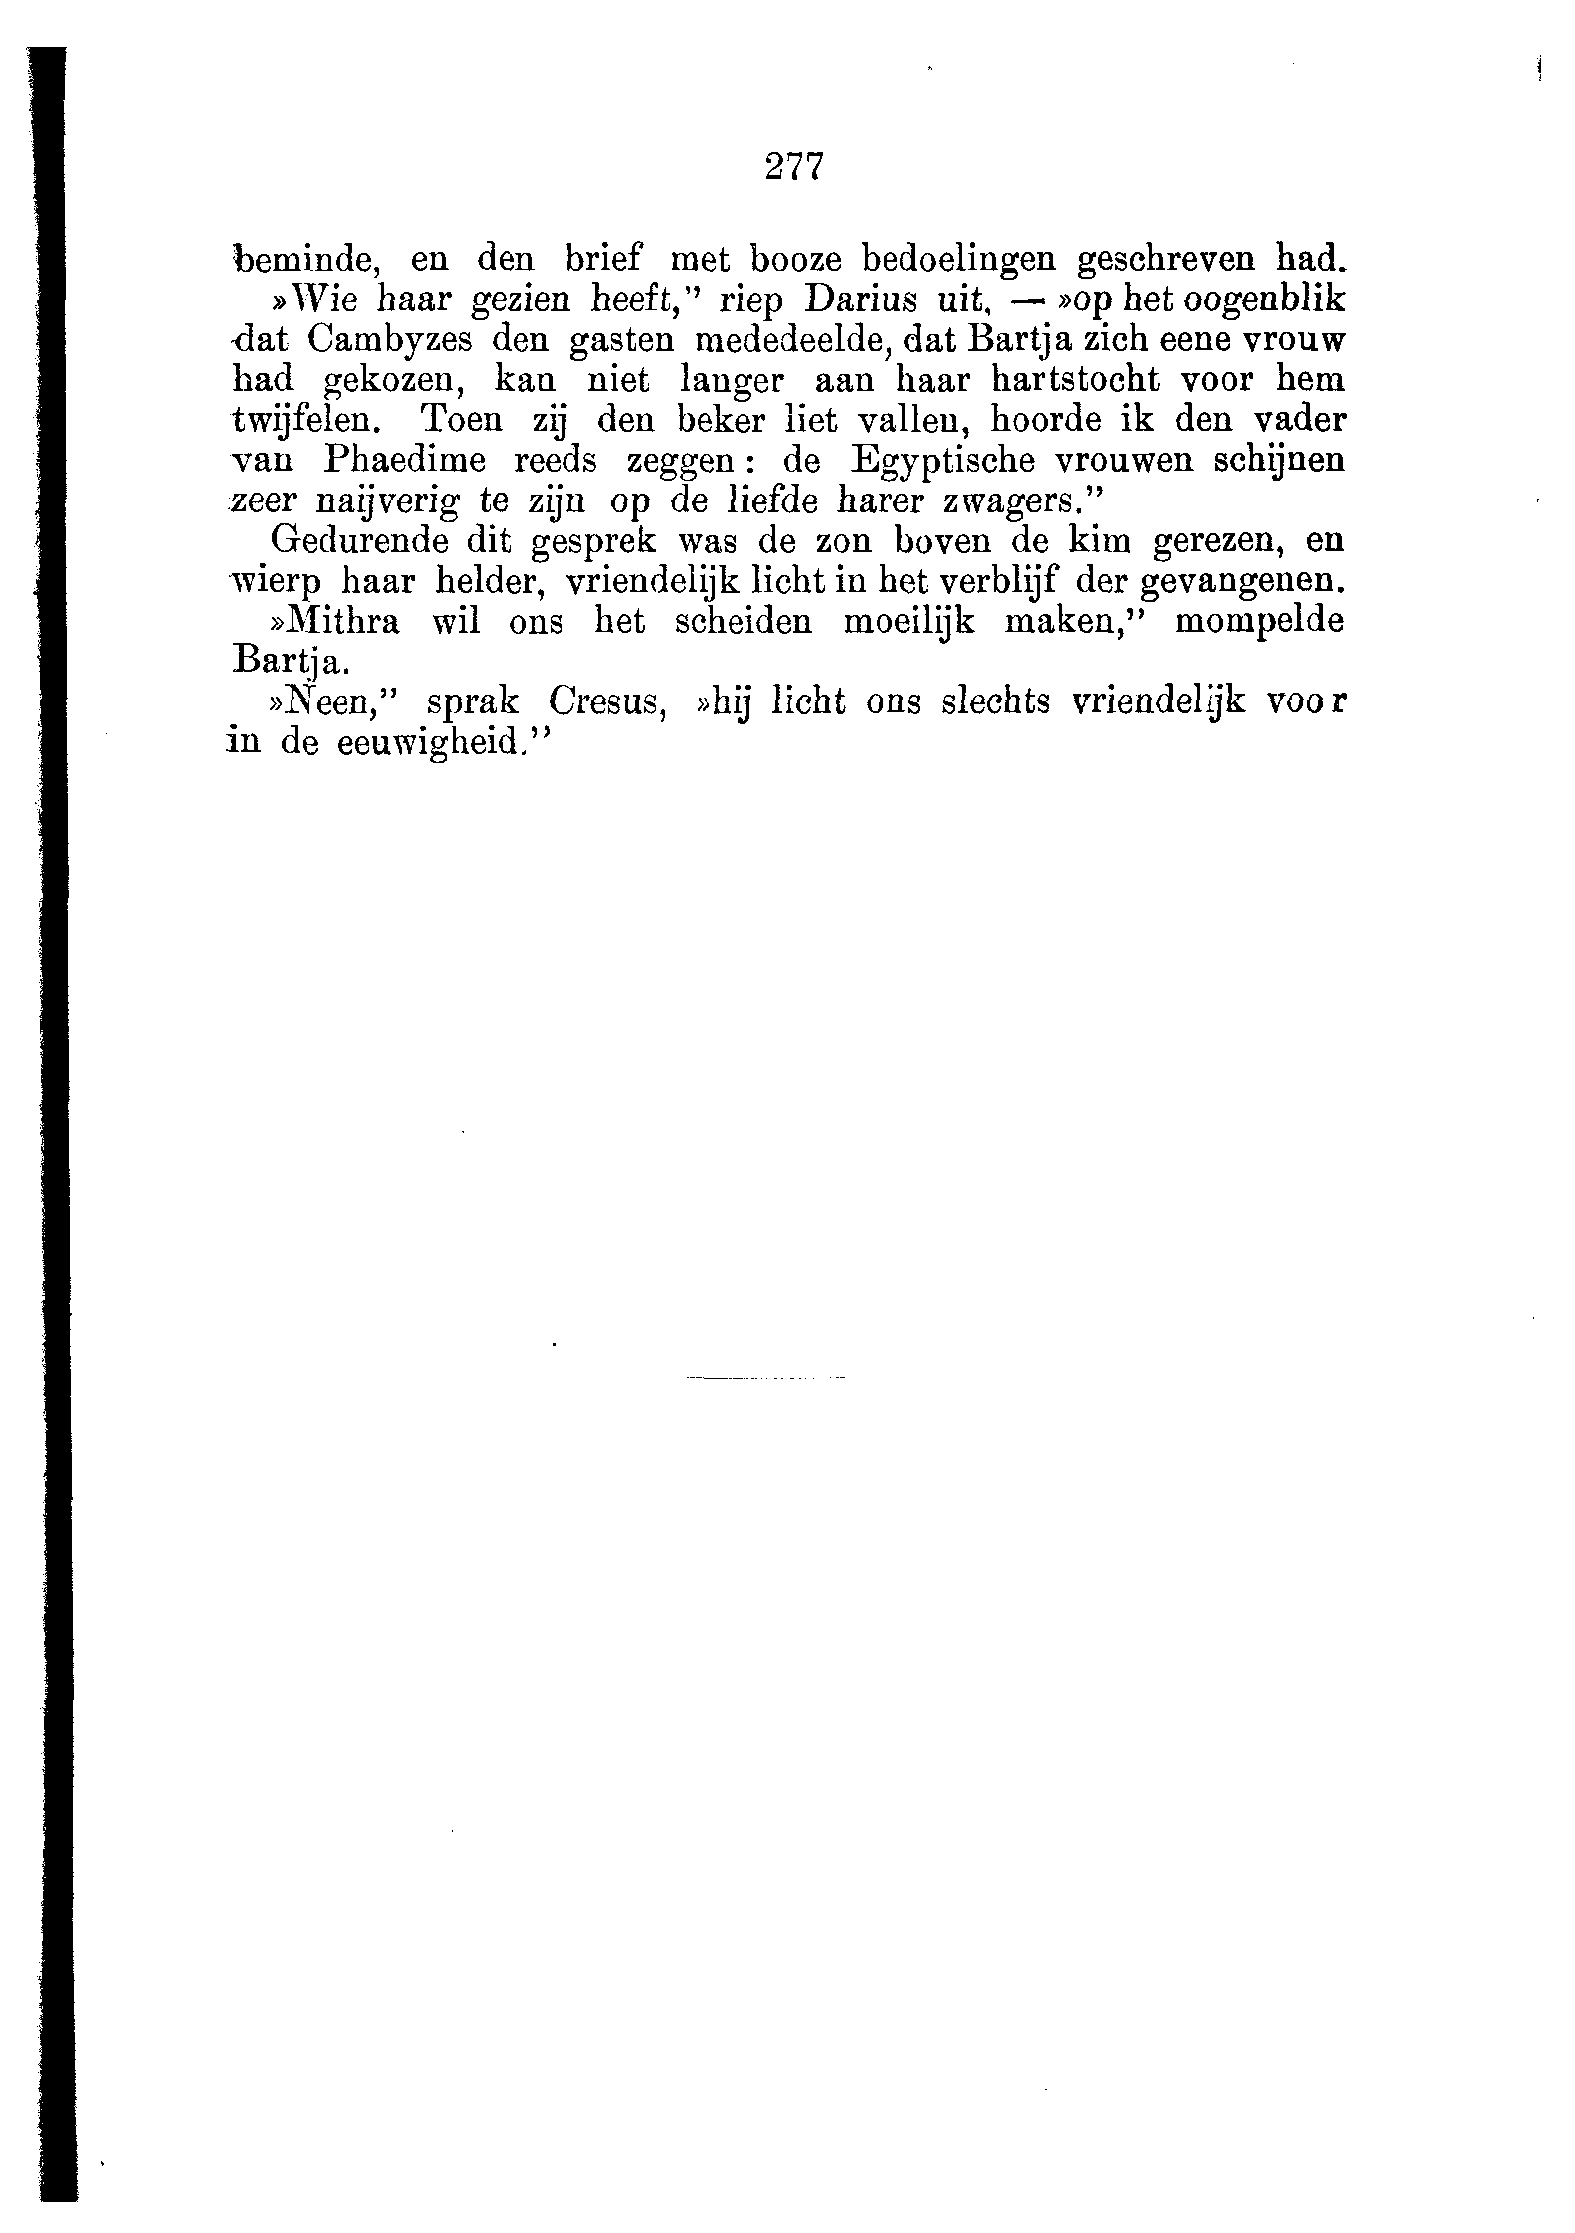 277
beminde, en den brief met booze bedoelingen geschreven had.
»Wie haar gezien heeft,” riep Darius uit, — »op het oogenblik
dat Cambyzes den gasten mededeelde, dat Bartja zich eene vrouw
had gekozen, kan niet langer aan haar hartstocht voor hem
twijfelen. Toen zij den beker liet vallen, hoorde ik den vader
van Phaedime reeds zeggen: de Egyptische vrouwen schijnen
zeer naijverig te zijn op de liefde harer zwagers.”
Gedurende dit gesprek was de zon boven de kim gerezen, en
wierp haar helder, vriendelijk licht in het verblijf der gevangenen.
»Mithra wil ons het scheiden moeilijk maken,” mompelde
Bartja.
»Neen,” sprak Cresus, »hij licht ons slechts vriendelijk voor
in de eeuwigheid.”